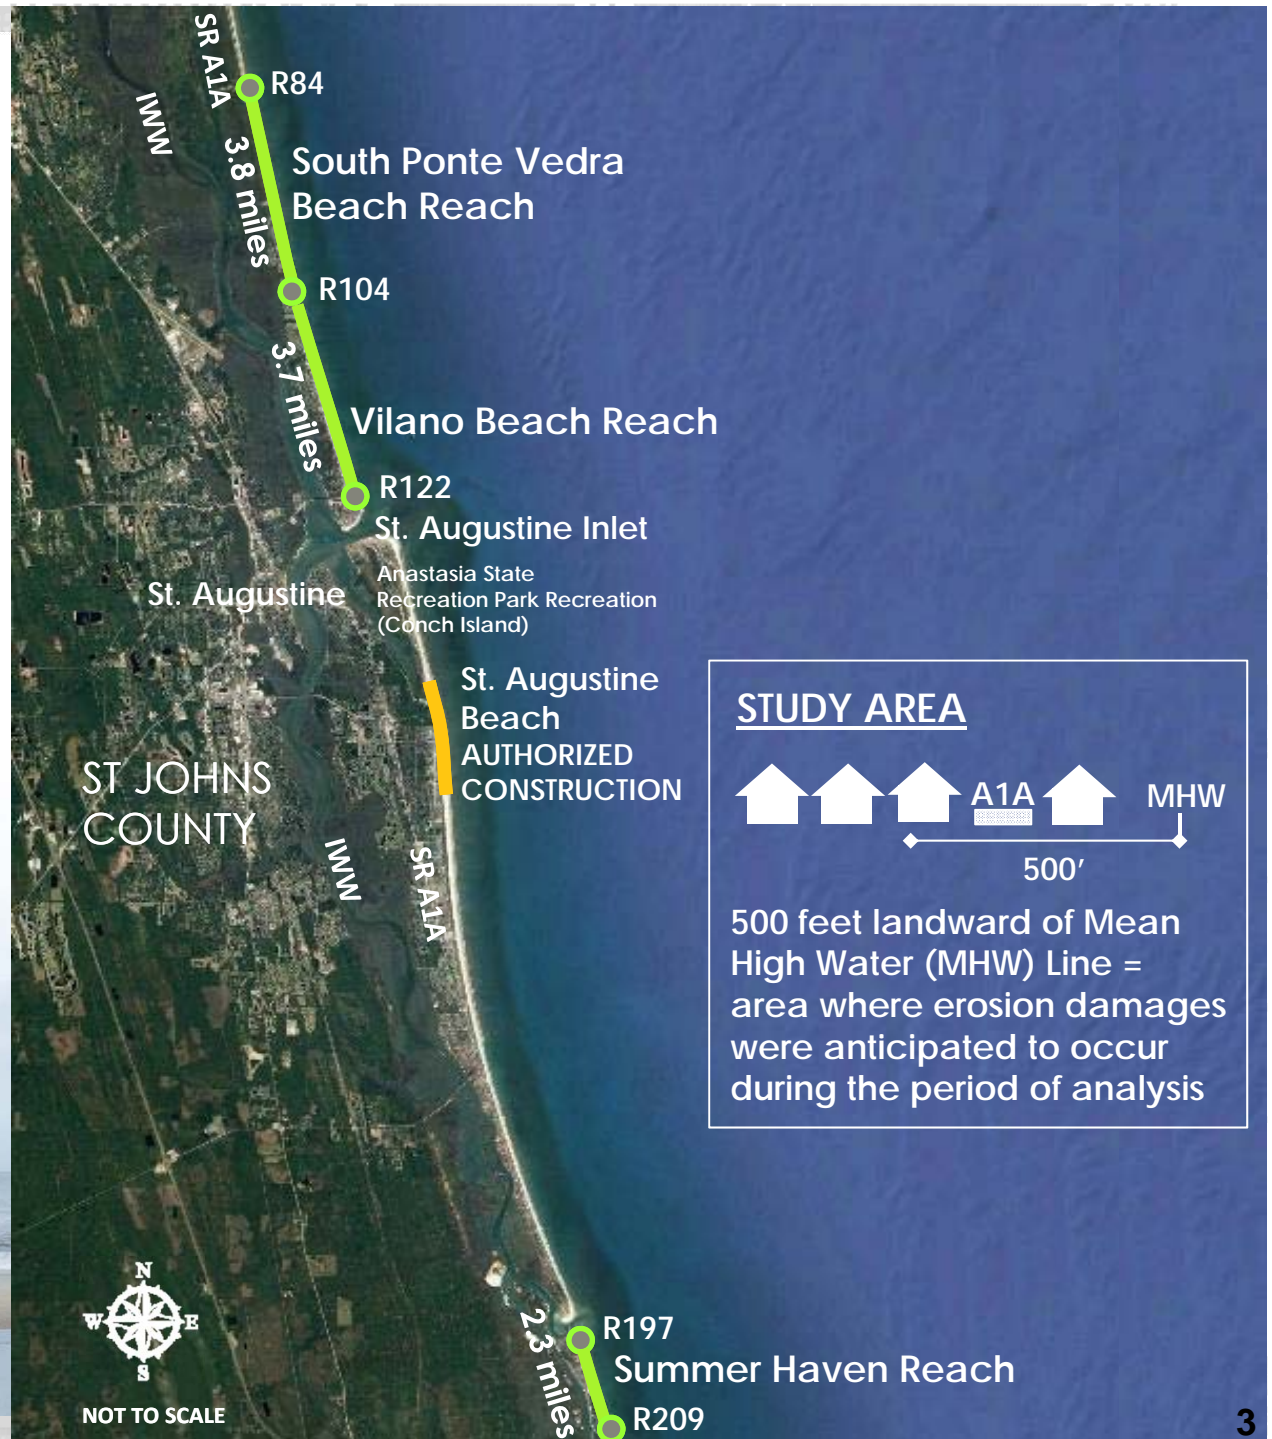 SR A1A
R84
IWW
3.8 miles
South Ponte Vedra
Beach Reach
R104
3.7 miles
Vilano Beach Reach
R122
St. Augustine Inlet
Anastasia State
Recreation Park Recreation
(Conch Island)
St. Augustine
St. Augustine
Beach
AUTHORIZED
CONSTRUCTION
ST JOHNS
COUNTY
IWW
SR A1A
STUDY AREA
A1A
MHW
500’
500 feet landward of Mean
High Water (MHW) Line =
area where erosion damages
were anticipated to occur
during the period of analysis
N
W E
S
NOT TO SCALE
2.3 miles
R197
Summer Haven Reach
R209
3